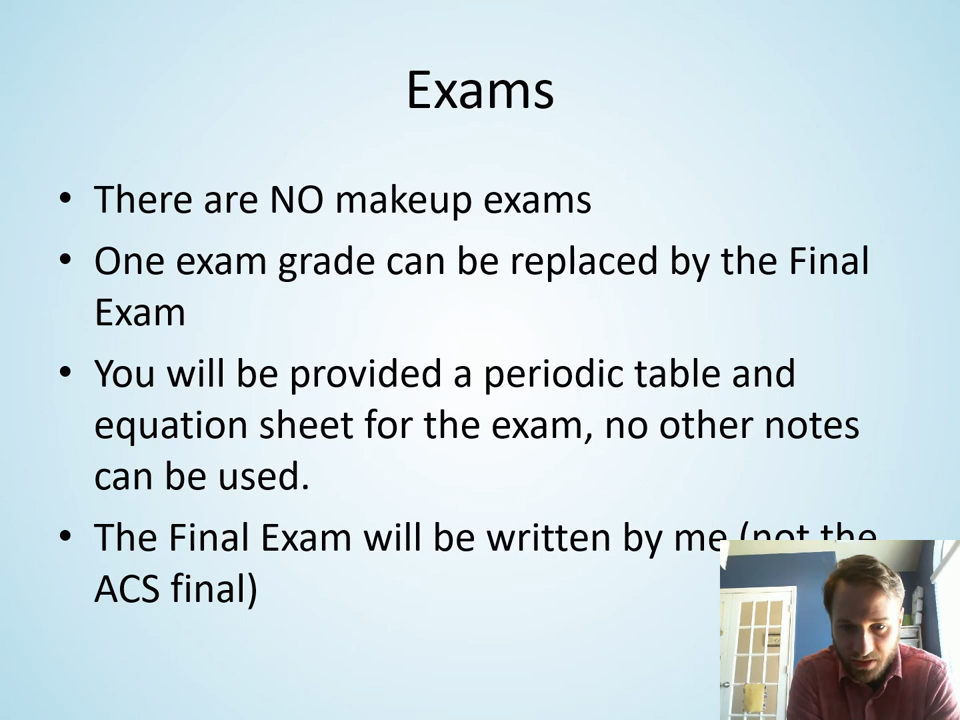 Exams
• There are NO makeup exams
• One exam grade can be replaced by the Final
Exam
• You will be provided a periodic table and
equation sheet for the exam, no other notes
can be used.
• The Final Exam will be written by me (not the
ACS final)